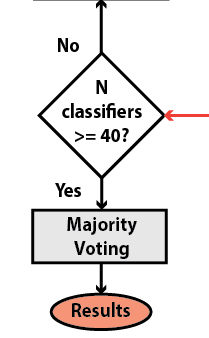 No
N
classifiers
>= 40?
Yes
Majority
Voting
Results